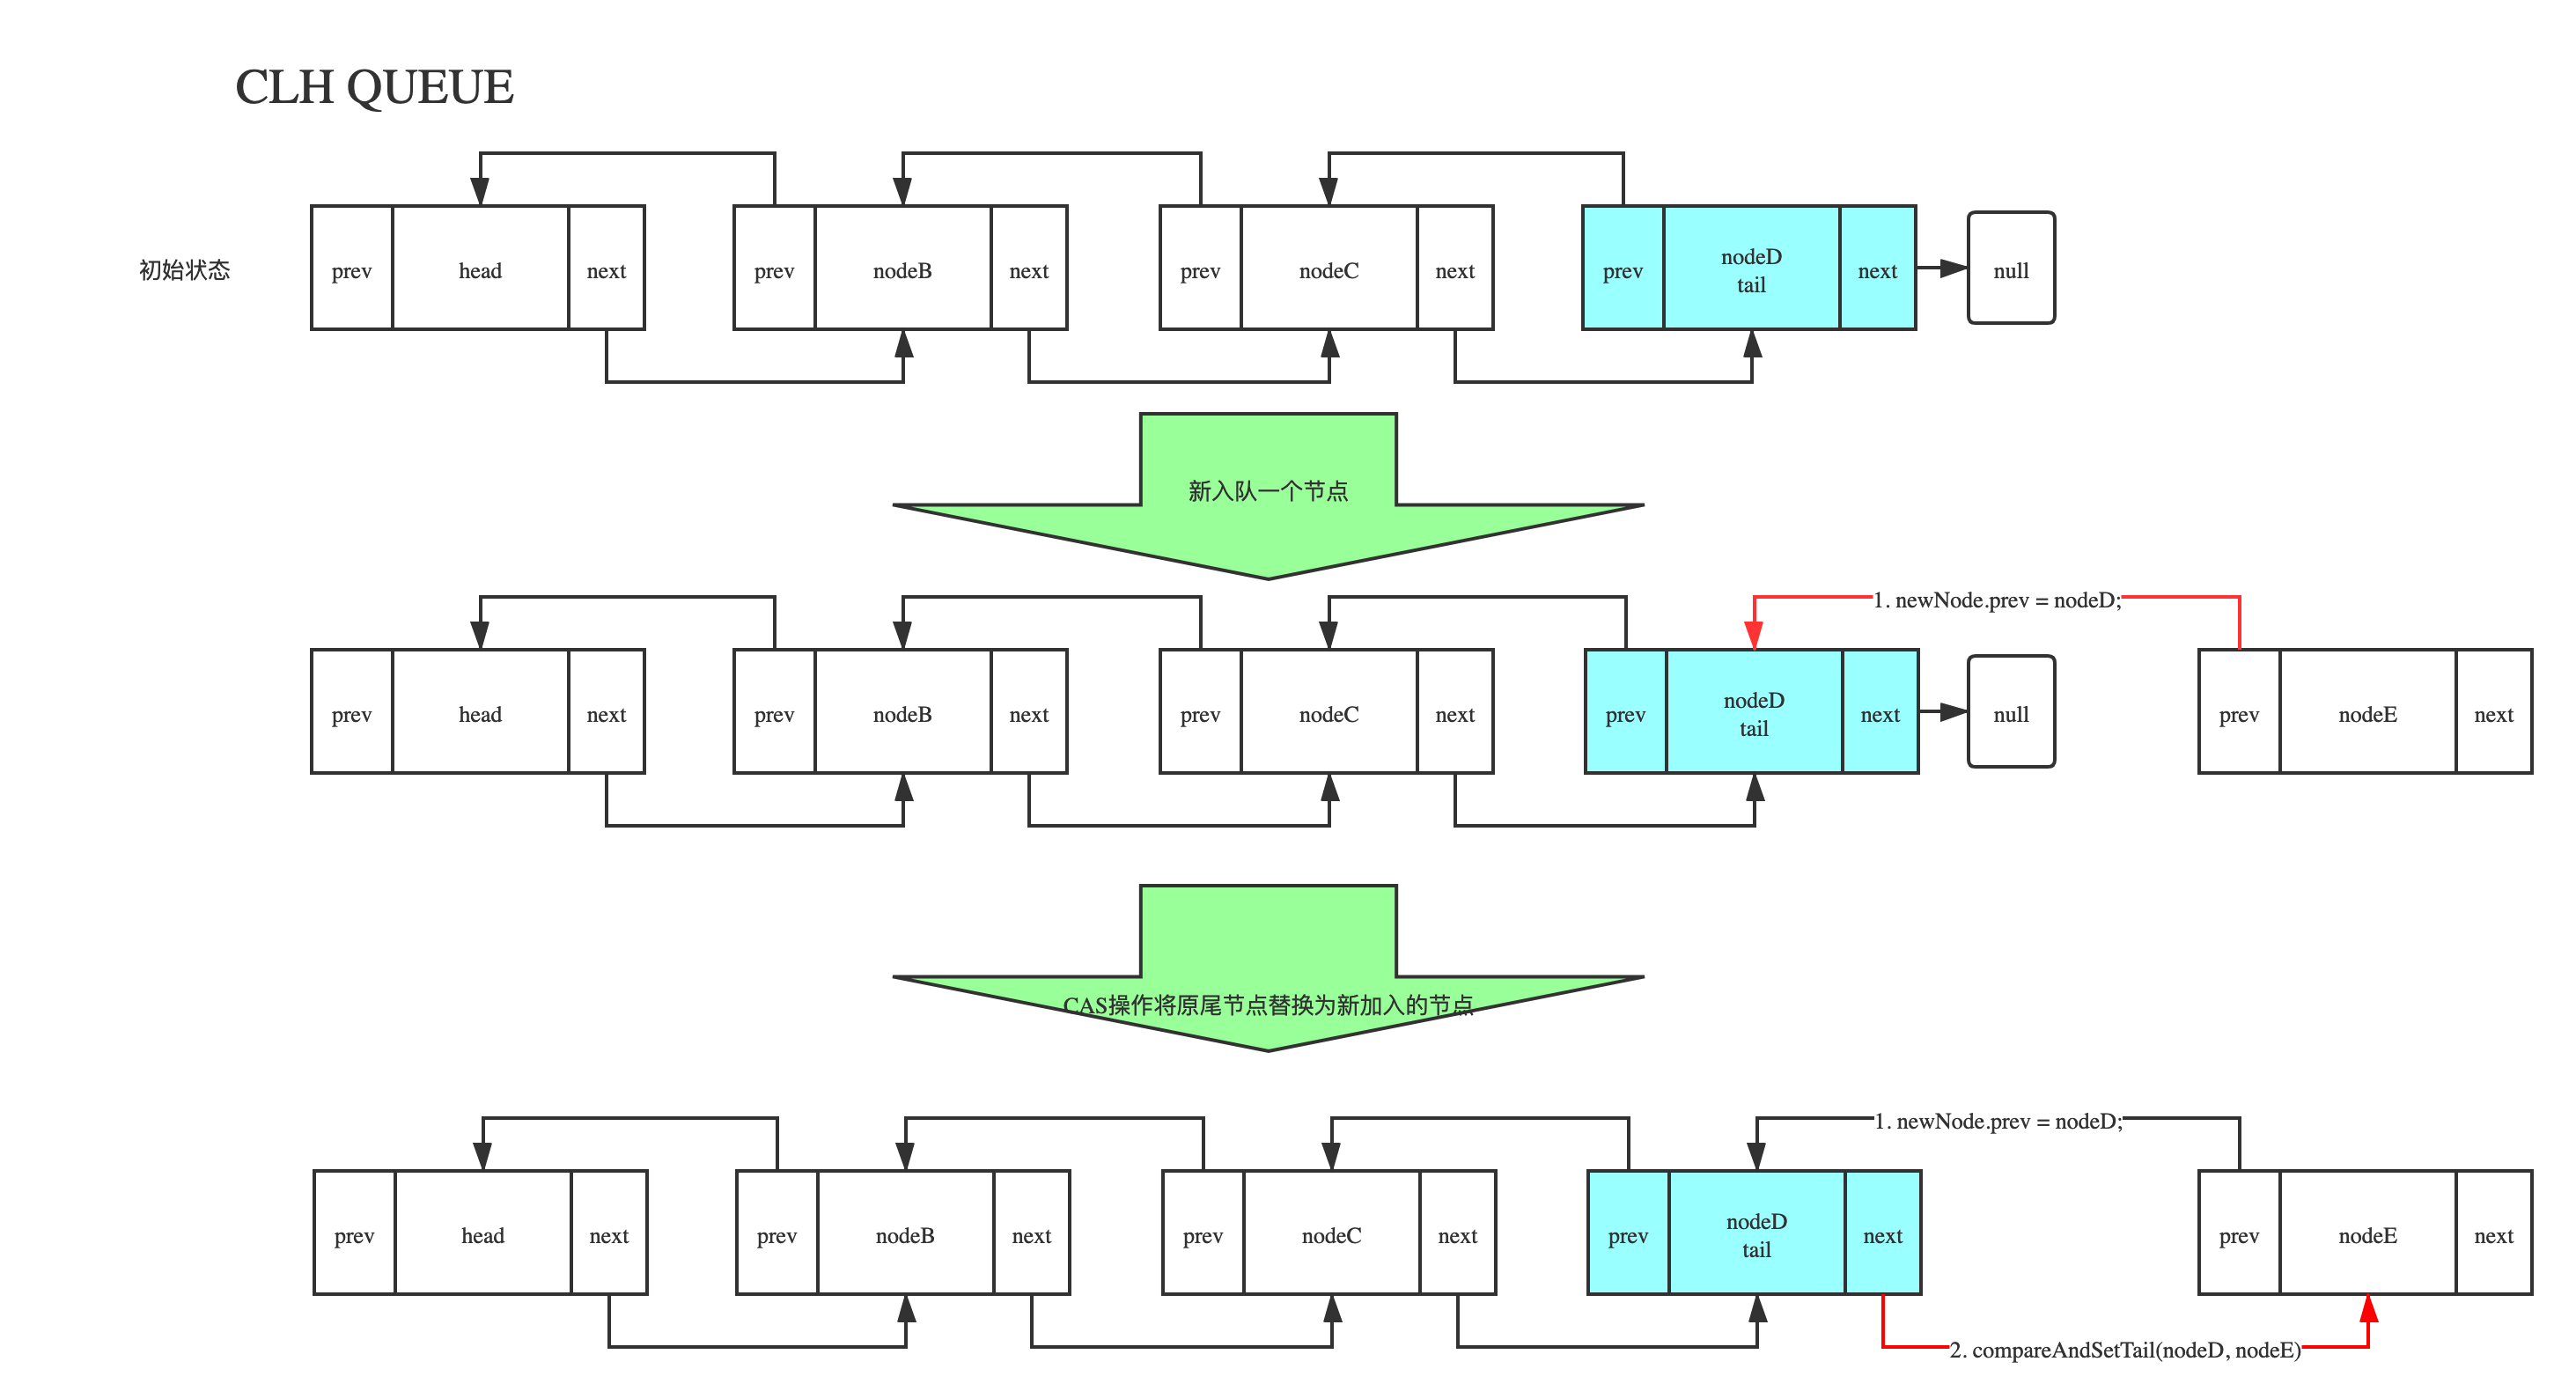 CLH QUEUE
初始状态
prev head next prev nodeB next prev nodeC next prev nodeD next null
tail
新入队一个节点
1. newNode.prev = nodeD;
prev head next prev nodeB next prev nodeC next prev nodeD next null prev nodeE next
tail
CAS操作将原尾节点替换为新加入的节点
1. newNode.prev = nodeD;
prev head next prev nodeB next prev nodeC next prev nodeD next prev nodeE next
tail
2. compareAndSetTail(nodeD, nodeE)